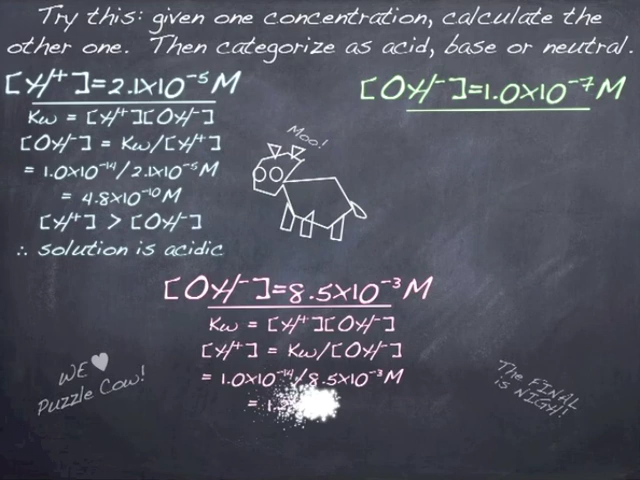 Try this: given one concentration, calculate the
other one. Then categorize as acid, base or neutral.
[H⁺]=2.1x10⁻⁵M
Kw = [H⁺][OH⁻]
[OH⁻] = Kw/[H⁺]
= 1.0x10⁻¹⁴/2.1x10⁻⁵M
= 4.8x10⁻¹⁰M
[H⁺] > [OH⁻]
∴ solution is acidic
[OH⁻]=1.0x10⁻⁷M
Moo!
[OH⁻]=8.5x10⁻³M
Kw = [H⁺][OH⁻]
[H⁺] = Kw/[OH⁻]
= 1.0x10⁻¹⁴/8.5x10⁻³M
= 1.
WE ♥
Puzzle Cow!
The FINAL
is NIGH!